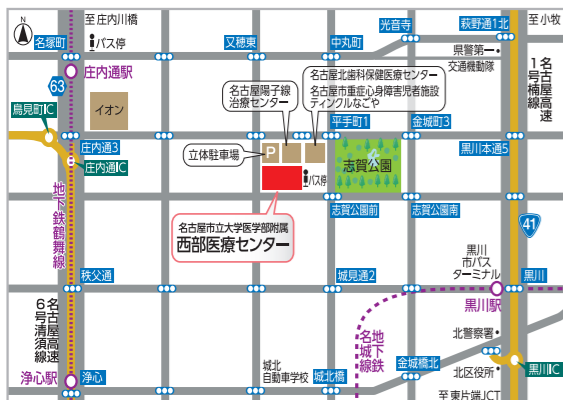 N
至庄内川橋
バス停
名塚町
庄内通駅
63
鳥見町IC
イオン
庄内通3
庄内通IC
地下鉄鶴舞線
秩父通
名古屋高速
6号清須線
浄心駅
浄心
又穂東
中丸町
光音寺
萩野通1北
至小牧
県警第一
交通機動隊
名古屋高速
1号楠線
名古屋陽子線
治療センター
名古屋北歯科保健医療センター
名古屋市重症心身障害児者施設
ティンクルなごや
平手町1
金城町3
黒川本通5
立体駐車場
P
バス停
志賀公園
志賀公園前
志賀公園南
名古屋市立大学医学部附属
西部医療センター
41
城見通2
黒川
市バス
ターミナル
黒川
黒川駅
地下鉄
名城線
北警察署
城北
自動車学校
城北橋
金城橋北
北区役所
黒川IC
至東片端JCT